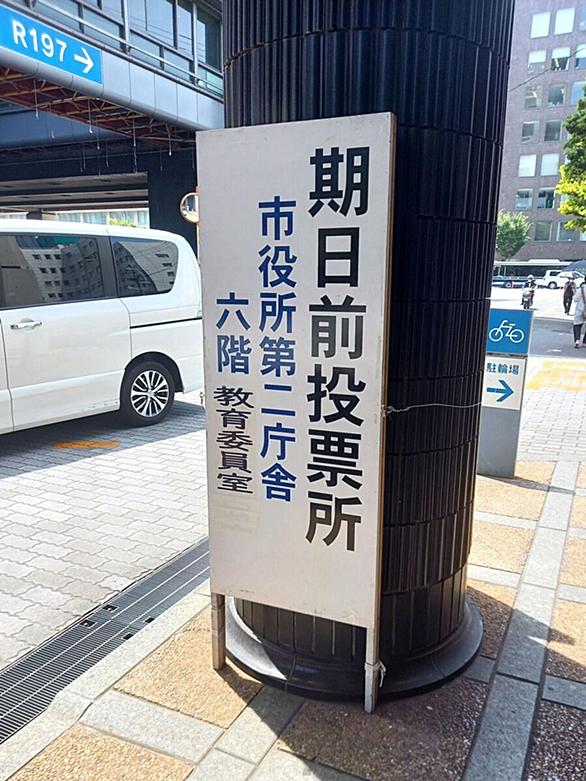 R197→
期日前投票所
市役所第二庁舎
六階 教育委員室
駐輪場
→